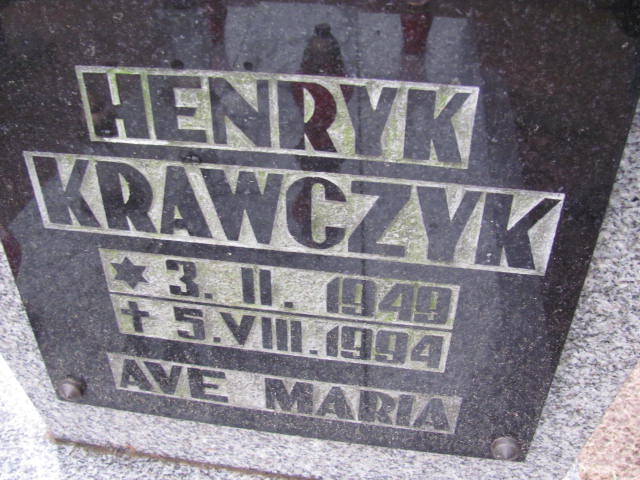 HENRYK
KRAWCZYK
* 3. II. 1949
✝ 5. VIII. 1994
AVE MARIA